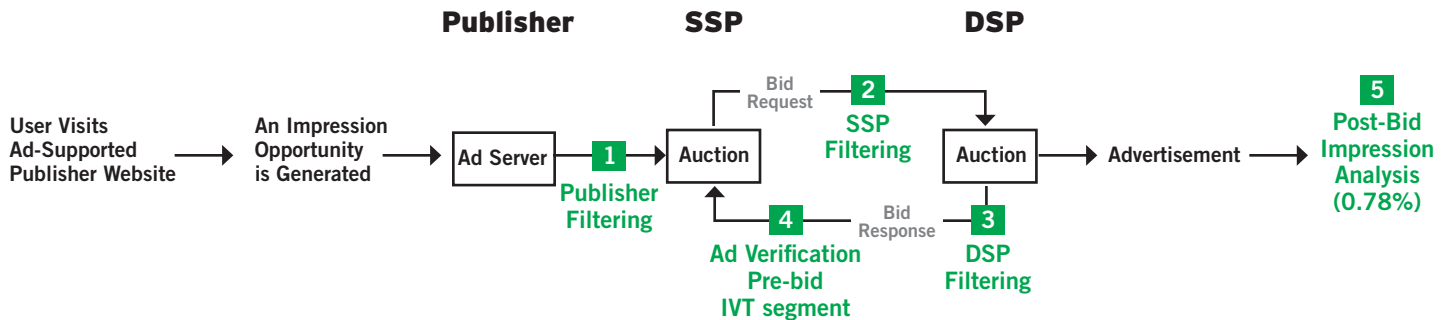 Publisher
SSP
DSP
User Visits
Ad-Supported
Publisher Website
An Impression
Opportunity
is Generated
Ad Server
1
Publisher
Filtering
Auction
Bid
Request
2
SSP
Filtering
Auction
3
DSP
Filtering
Bid
Response
4
Ad Verification
Pre-bid
IVT segment
Advertisement
5
Post-Bid
Impression
Analysis
(0.78%)